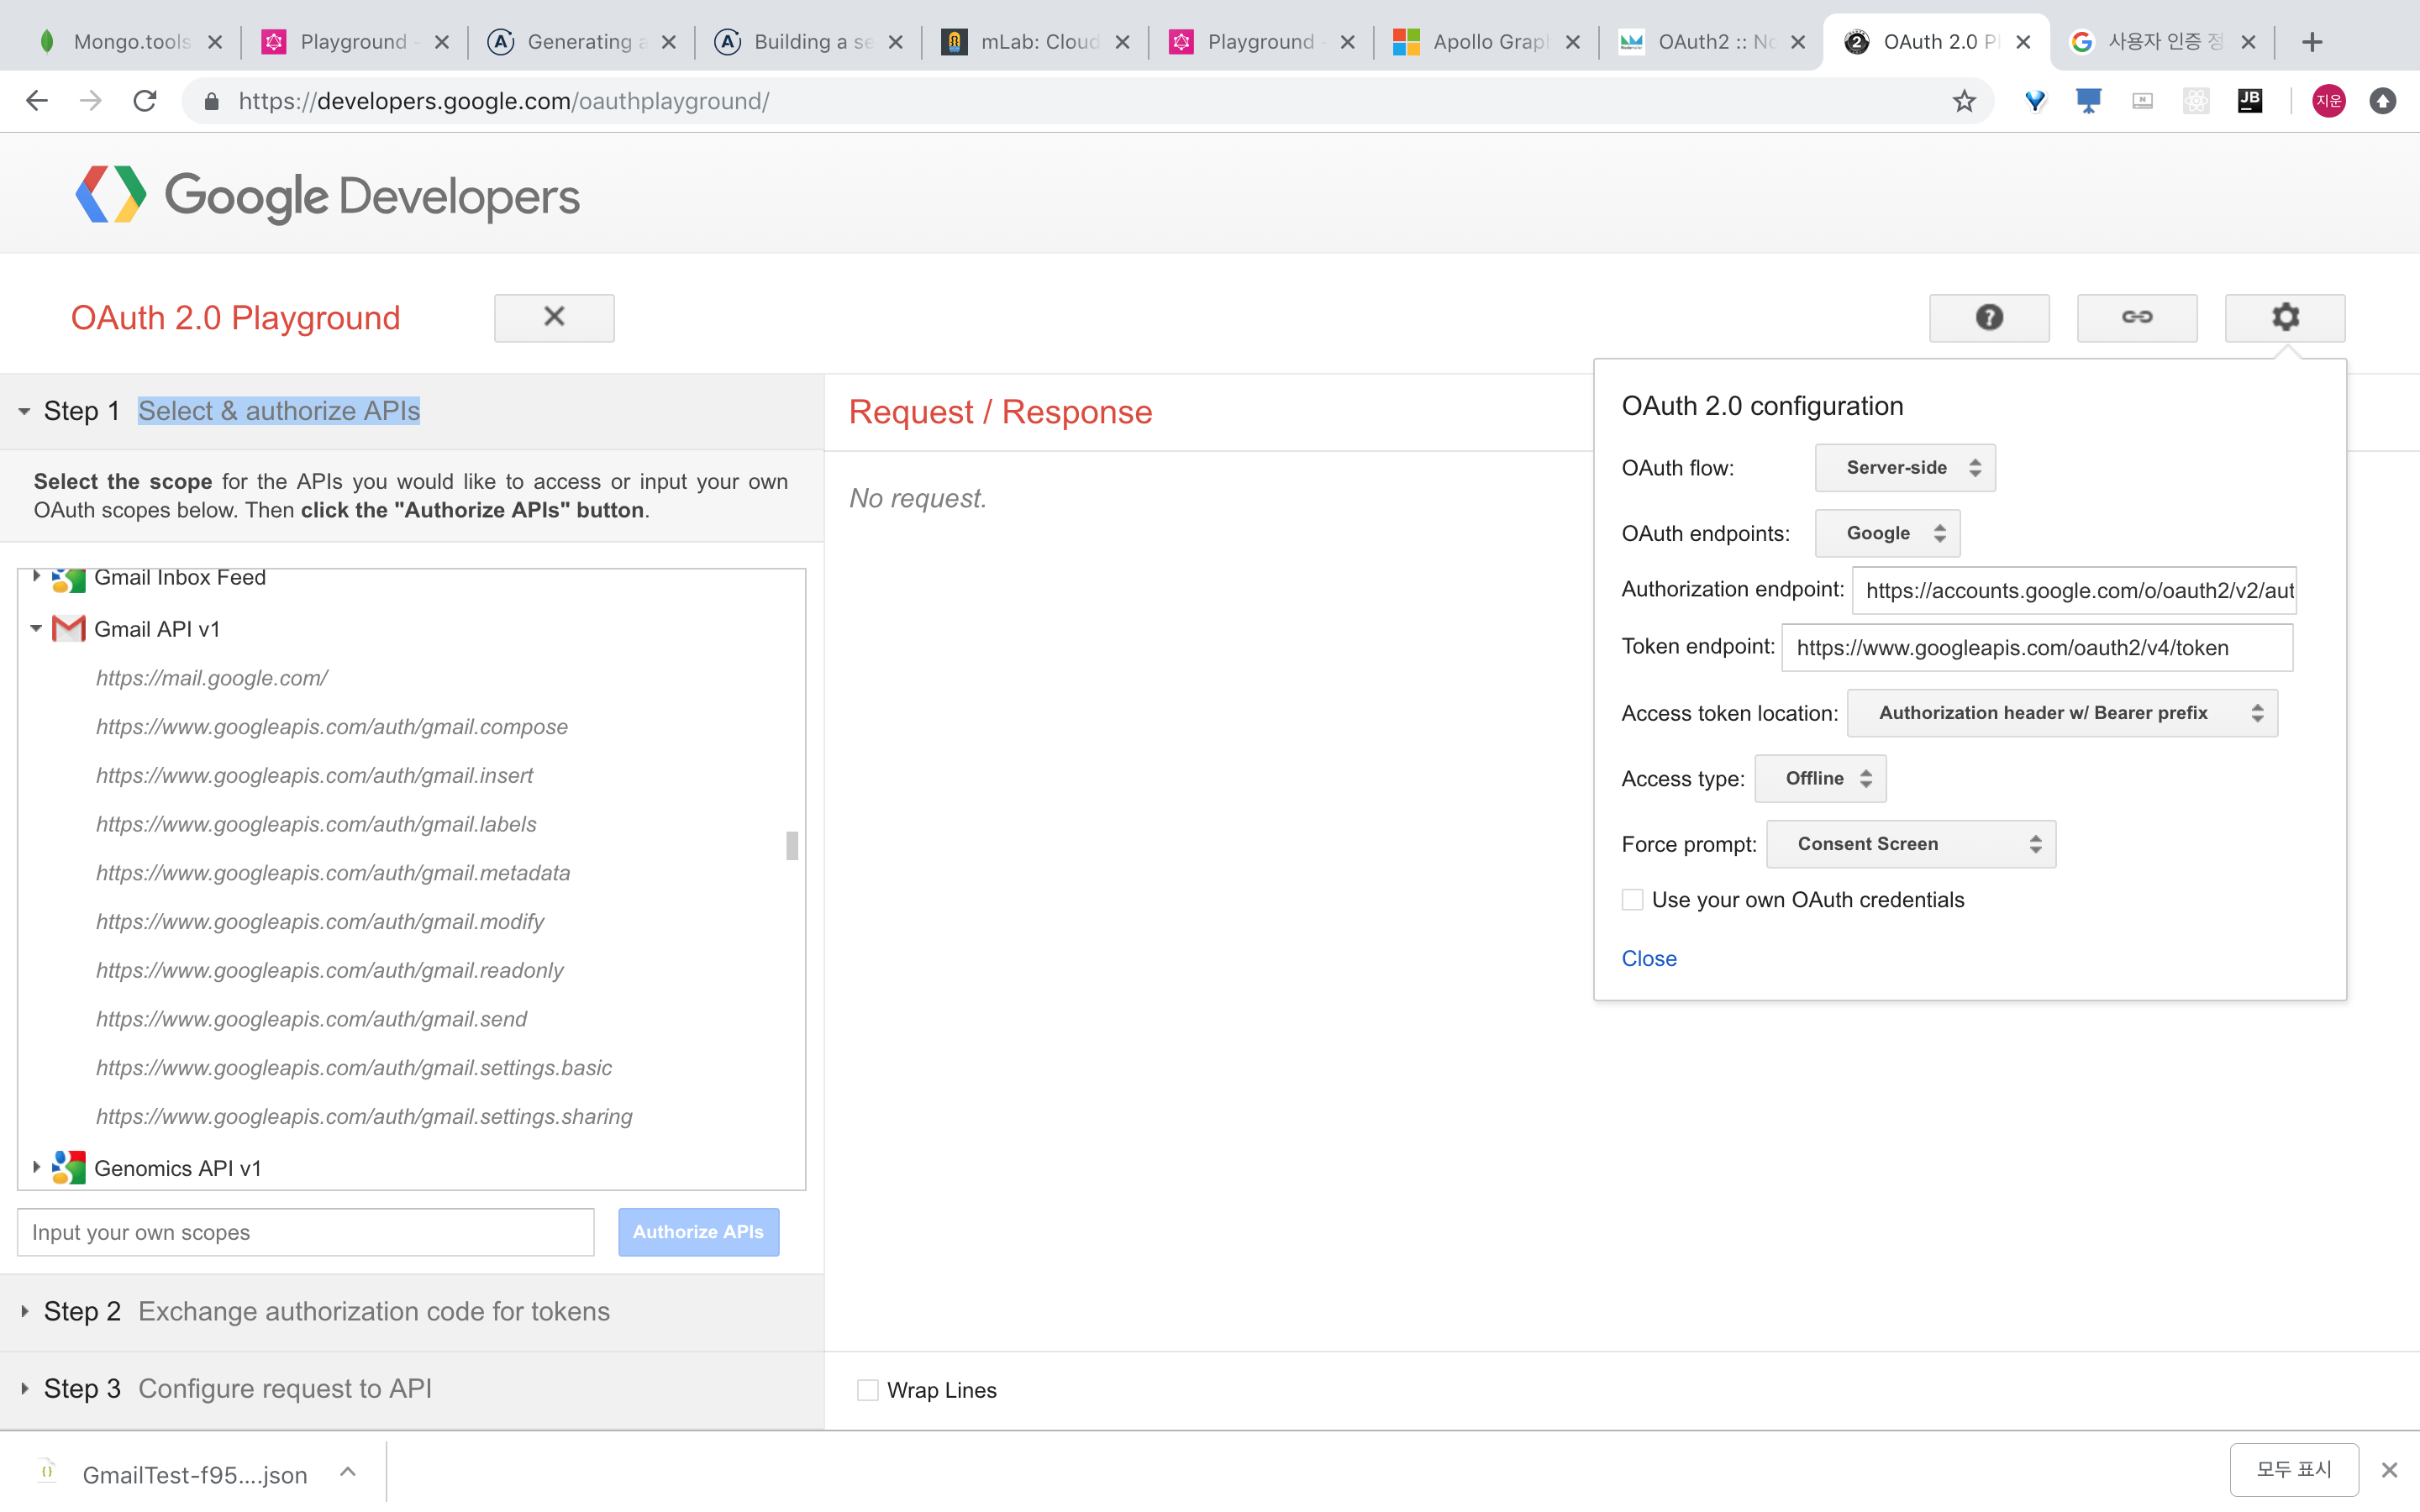 Mongo.tools
Playground -
Generating a
Building a se
mLab: Cloud
Playground -
Apollo Grap
OAuth2 :: No
OAuth 2.0 Pl
사용자 인증 정
https://developers.google.com/oauthplayground/
JB
지운
Google Developers
OAuth 2.0 Playground
Step 1 Select & authorize APIs
Select the scope for the APIs you would like to access or input your own
OAuth scopes below. Then click the "Authorize APIs" button.
Gmail Inbox Feed
Gmail API v1
https://mail.google.com/
https://www.googleapis.com/auth/gmail.compose
https://www.googleapis.com/auth/gmail.insert
https://www.googleapis.com/auth/gmail.labels
https://www.googleapis.com/auth/gmail.metadata
https://www.googleapis.com/auth/gmail.modify
https://www.googleapis.com/auth/gmail.readonly
https://www.googleapis.com/auth/gmail.send
https://www.googleapis.com/auth/gmail.settings.basic
https://www.googleapis.com/auth/gmail.settings.sharing
Genomics API v1
Input your own scopes
Authorize APIs
Step 2 Exchange authorization code for tokens
Step 3 Configure request to API
Request / Response
No request.
Wrap Lines
OAuth 2.0 configuration
OAuth flow: Server-side
OAuth endpoints: Google
Authorization endpoint: https://accounts.google.com/o/oauth2/v2/aut
Token endpoint: https://www.googleapis.com/oauth2/v4/token
Access token location: Authorization header w/ Bearer prefix
Access type: Offline
Force prompt: Consent Screen
Use your own OAuth credentials
Close
GmailTest-f95....json
모두 표시